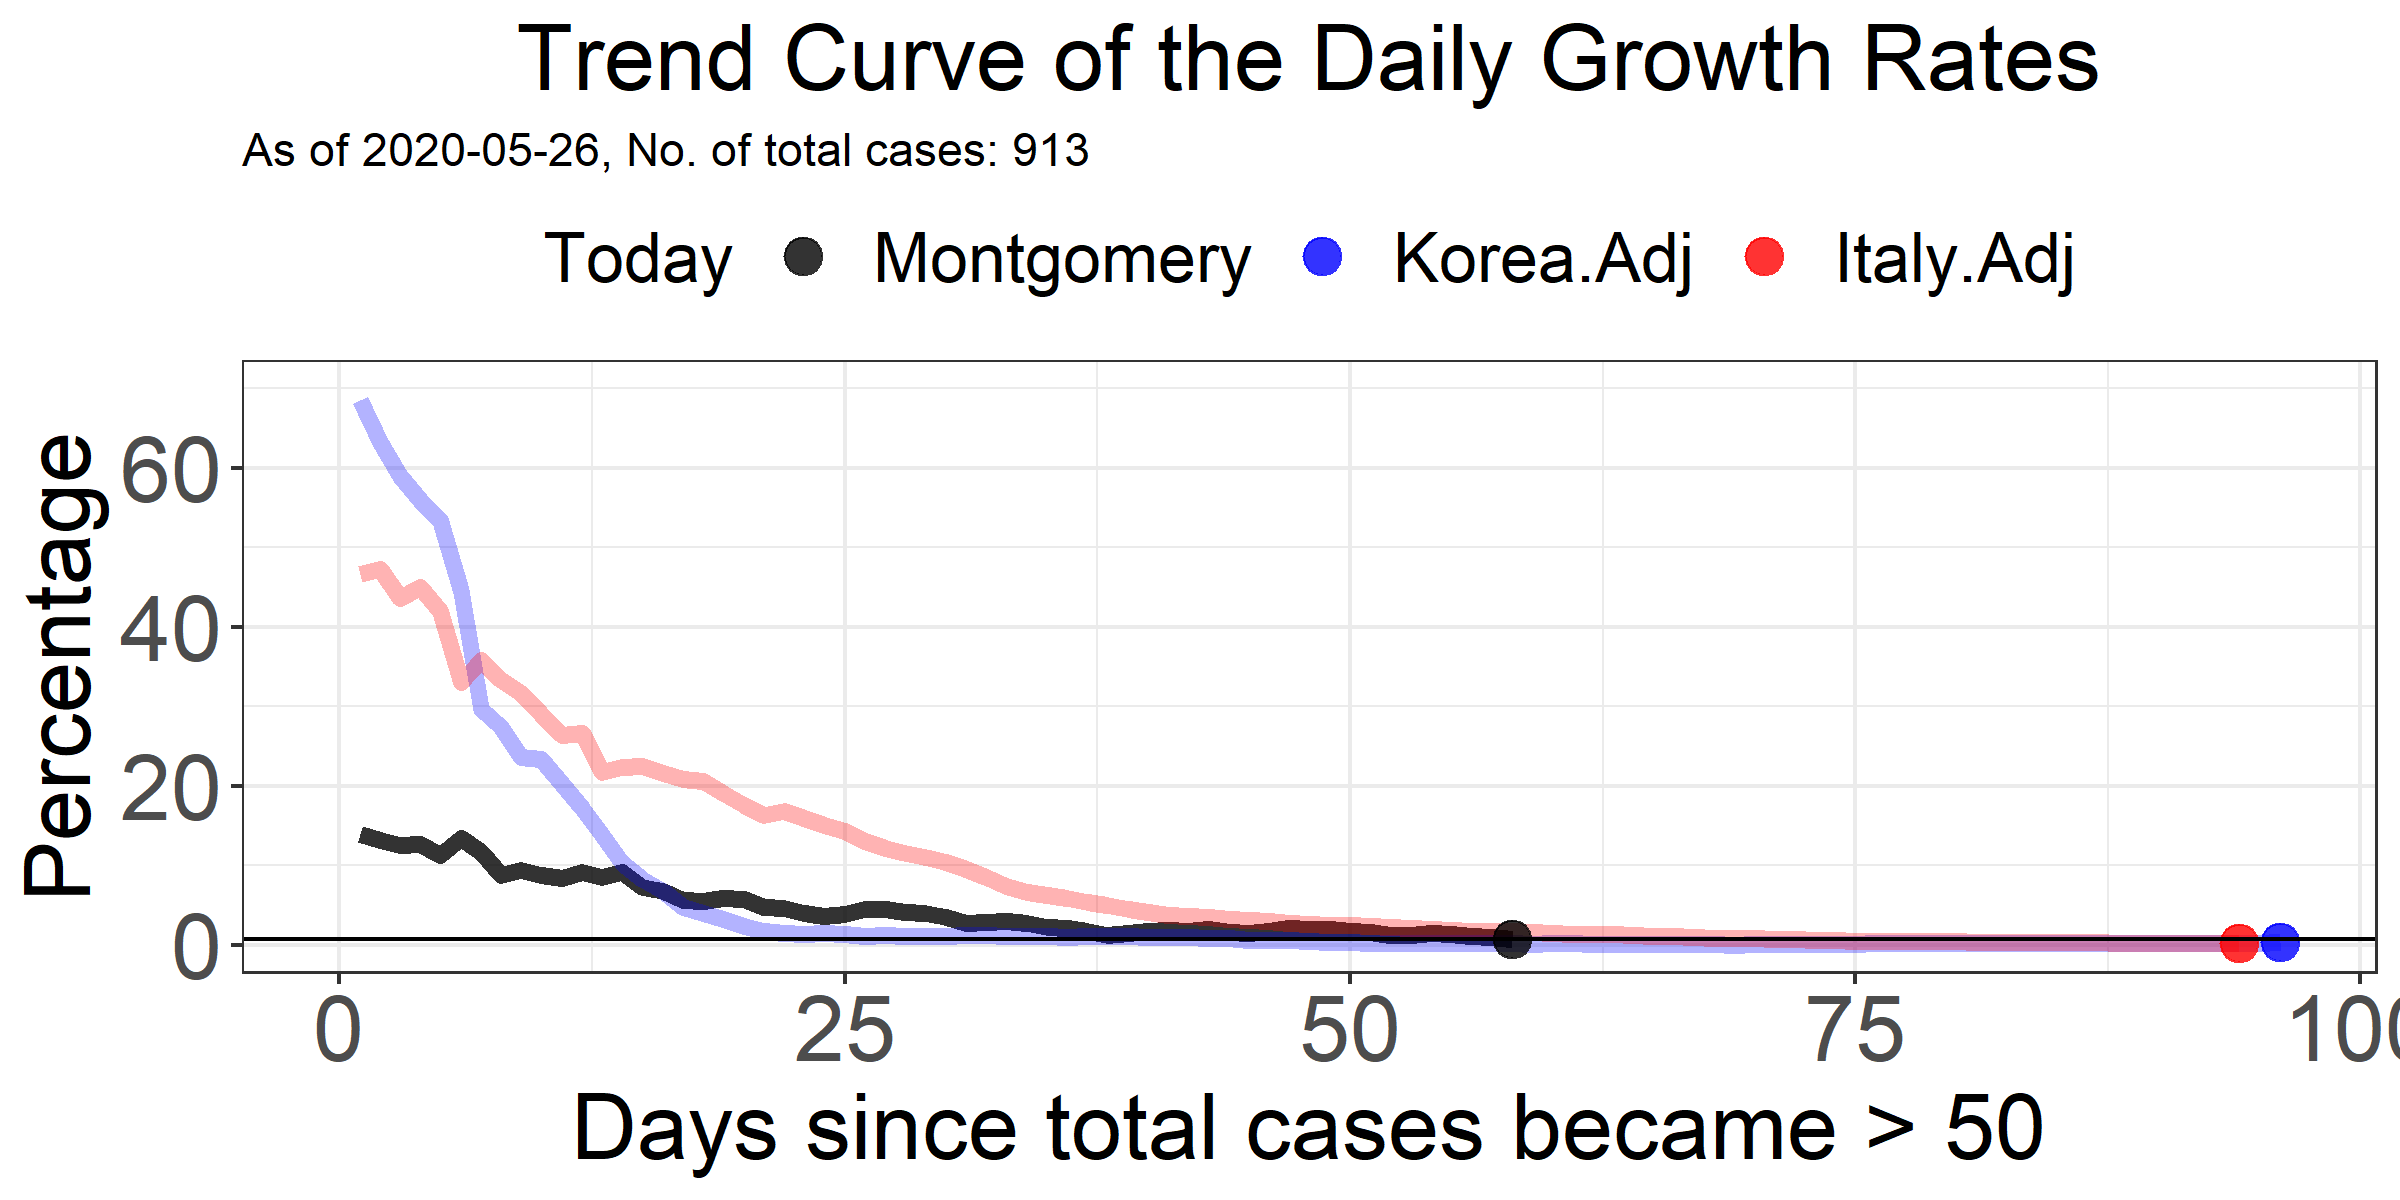 Trend Curve of the Daily Growth Rates
As of 2020-05-26, No. of total cases: 913
Today Montgomery Korea.Adj Italy.Adj
Percentage
60
40
20
0
0 25 50 75 100
Days since total cases became > 50